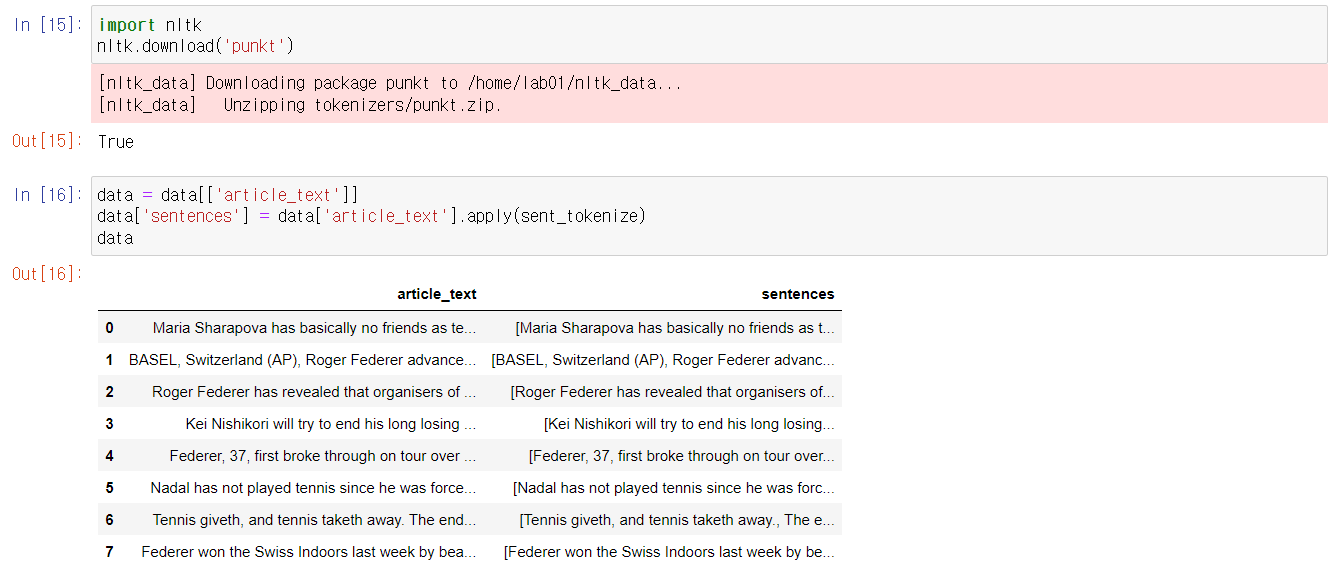 In [15]: import nltk
nltk.download('punkt')
[nltk_data] Downloading package punkt to /home/lab01/nltk_data...
[nltk_data]   Unzipping tokenizers/punkt.zip.
Out[15]: True
In [16]: data = data[['article_text']]
data['sentences'] = data['article_text'].apply(sent_tokenize)
data
Out[16]:
article_text sentences
0 Maria Sharapova has basically no friends as te... [Maria Sharapova has basically no friends as t...
1 BASEL, Switzerland (AP), Roger Federer advance... [BASEL, Switzerland (AP), Roger Federer advanc...
2 Roger Federer has revealed that organisers of ... [Roger Federer has revealed that organisers of...
3 Kei Nishikori will try to end his long losing ... [Kei Nishikori will try to end his long losing...
4 Federer, 37, first broke through on tour over ... [Federer, 37, first broke through on tour over...
5 Nadal has not played tennis since he was force... [Nadal has not played tennis since he was forc...
6 Tennis giveth, and tennis taketh away. The end... [Tennis giveth, and tennis taketh away., The e...
7 Federer won the Swiss Indoors last week by bea... [Federer won the Swiss Indoors last week by be...